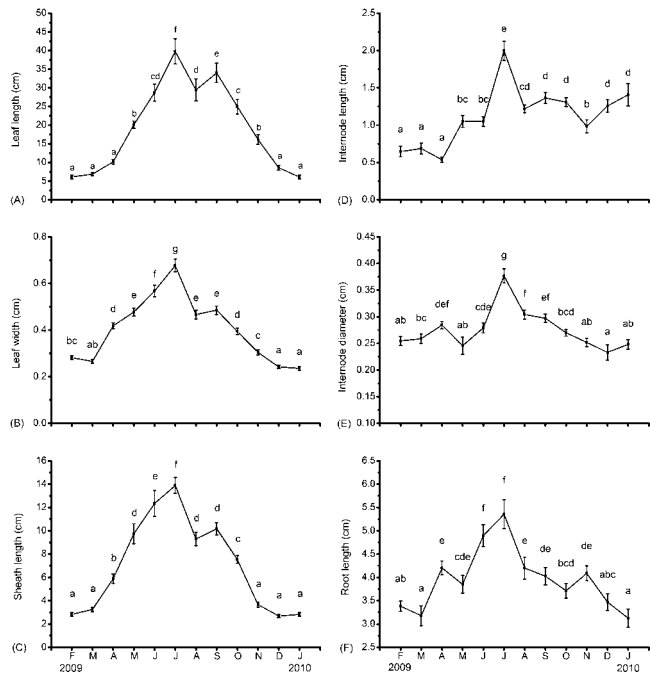 Leaf length (cm)
50
45
40
35
30
25
20
15
10
5
0
a a a b cd f d e c b a a
(A)
Internode length (cm)
2.5
2.0
1.5
1.0
0.5
0.0
a a a bc bc e cd d d b d d
(D)
Leaf width (cm)
0.8
0.6
0.4
0.2
0.0
bc ab d e f g e e d c a a
(B)
Internode diameter (cm)
0.45
0.40
0.35
0.30
0.25
0.20
0.15
0.10
ab bc def ab cde g f ef bcd ab a ab
(E)
Sheath length (cm)
16
14
12
10
8
6
4
2
0
a a b d e f d d c a a a
(C)
F M A M J J A S O N D J
2009 2010
Root length (cm)
6.5
6.0
5.5
5.0
4.5
4.0
3.5
3.0
2.5
ab a e cde f f e de bcd de abc a
(F)
F M A M J J A S O N D J
2009 2010